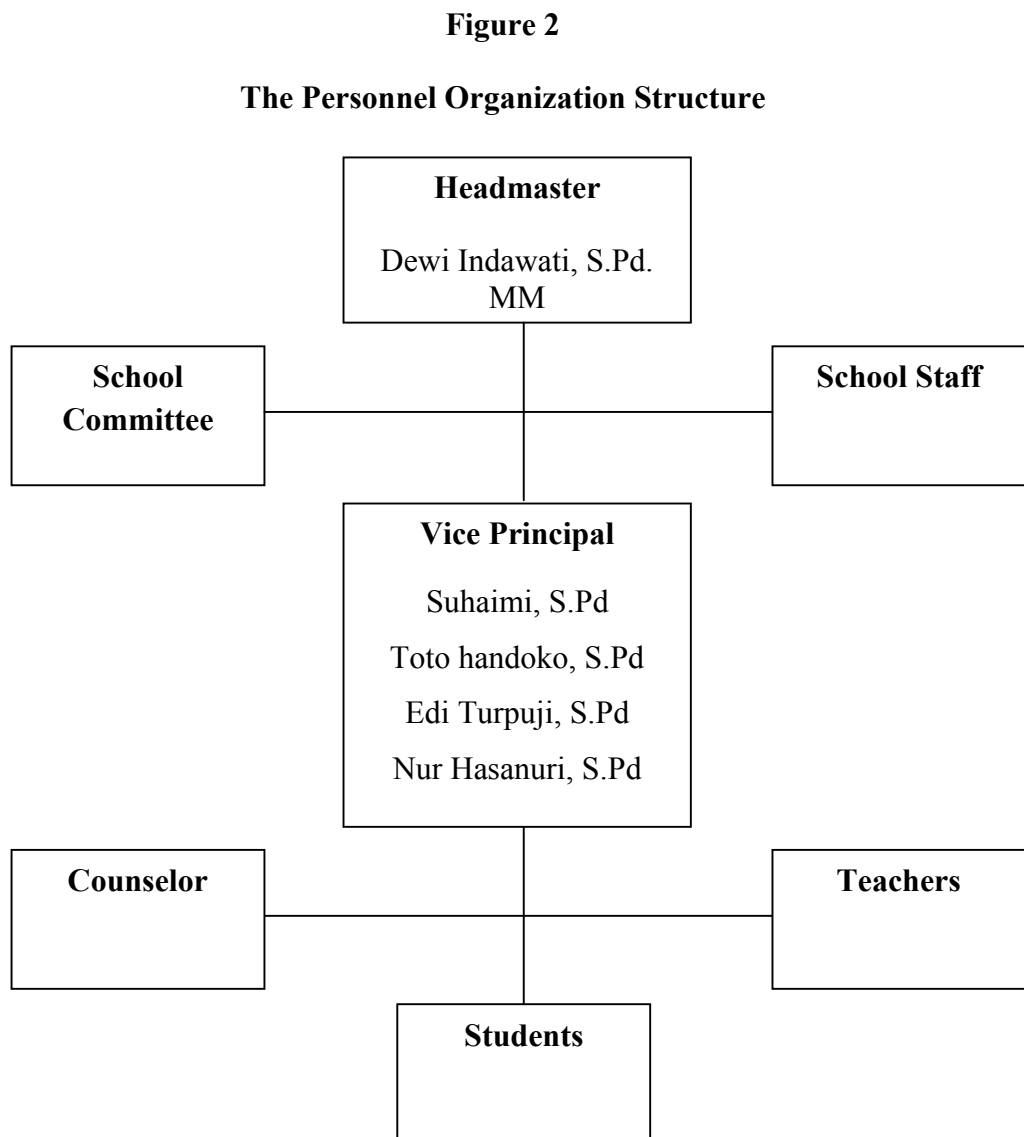 Figure 2
The Personnel Organization Structure
Headmaster
Dewi Indawati, S.Pd.
MM
School
Committee
School Staff
Vice Principal
Suhaimi, S.Pd
Toto handoko, S.Pd
Edi Turpuji, S.Pd
Nur Hasanuri, S.Pd
Counselor
Teachers
Students